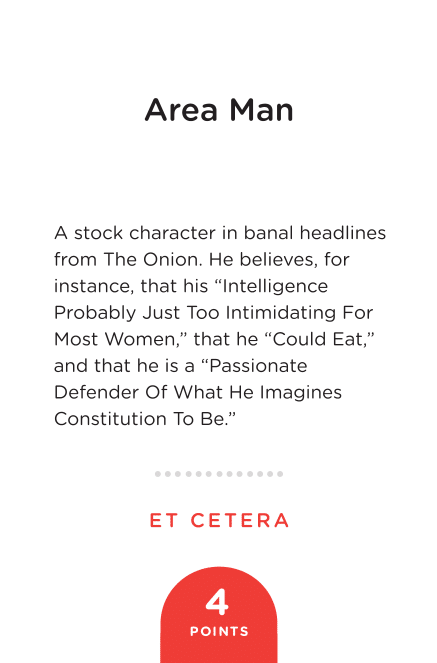 Area Man
A stock character in banal headlines
from The Onion. He believes, for
instance, that his “Intelligence
Probably Just Too Intimidating For
Most Women,” that he “Could Eat,”
and that he is a “Passionate
Defender Of What He Imagines
Constitution To Be.”
ET CETERA
4
POINTS